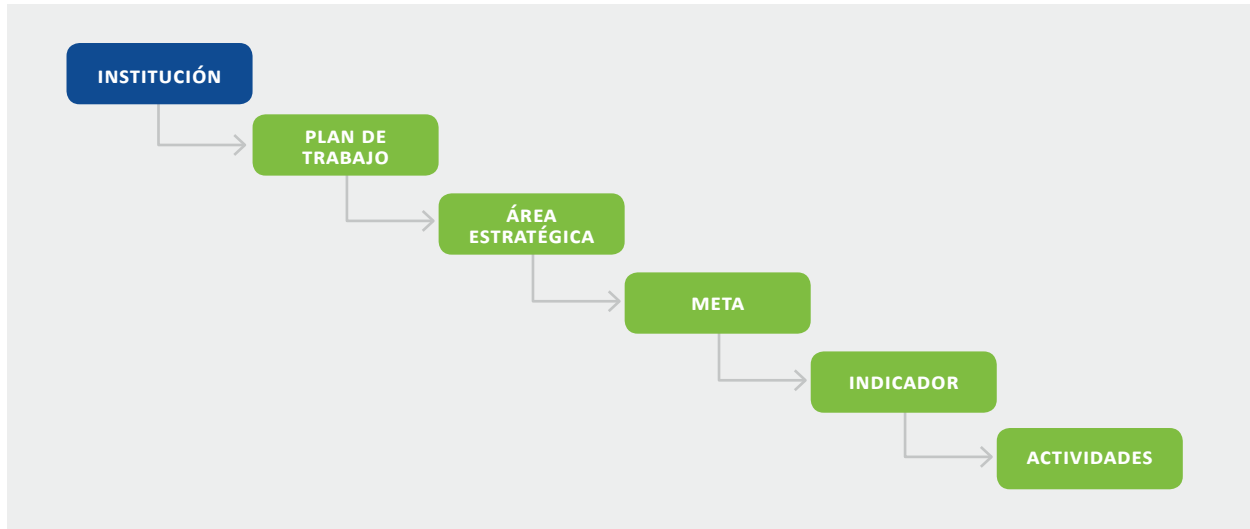 INSTITUCIÓN
PLAN DE
TRABAJO
ÁREA
ESTRATÉGICA
META
INDICADOR
ACTIVIDADES